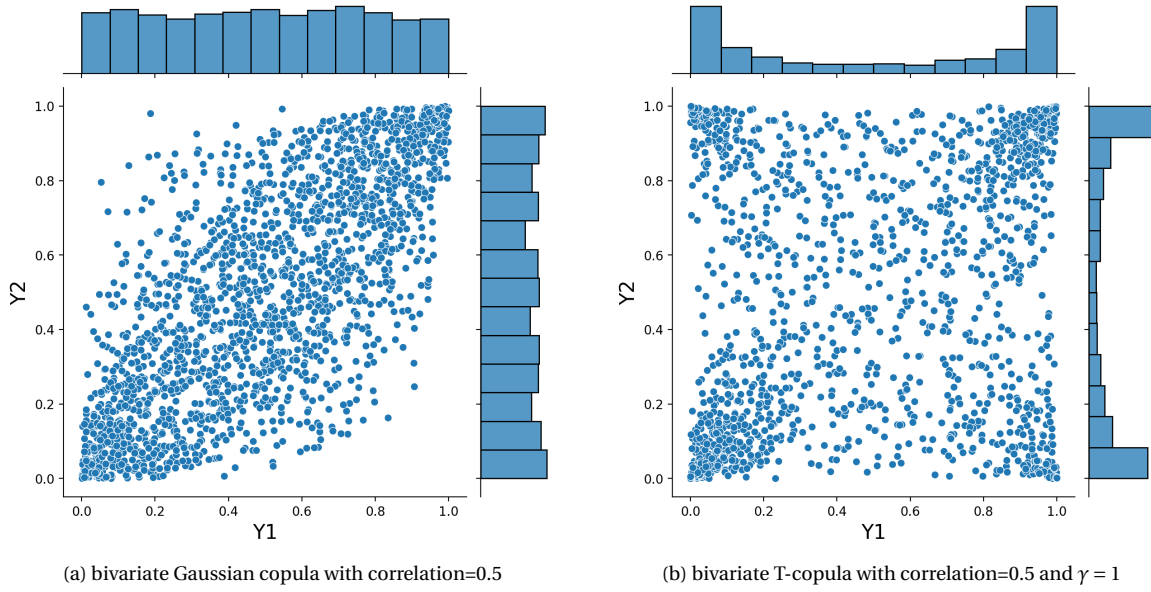 1.0
0.8
0.6
0.4
0.2
0.0
Y2
0.0 0.2 0.4 0.6 0.8 1.0
Y1
(a) bivariate Gaussian copula with correlation=0.5
1.0
0.8
0.6
0.4
0.2
0.0
Y2
0.0 0.2 0.4 0.6 0.8 1.0
Y1
(b) bivariate T-copula with correlation=0.5 and γ = 1